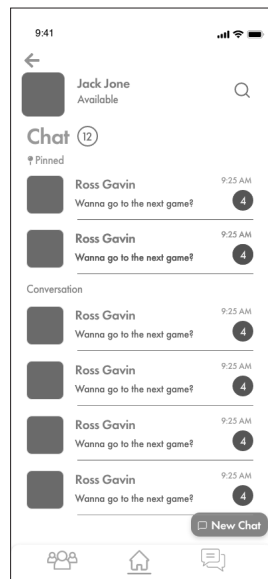 9:41
Jack Jone
Available
Chat 12
Pinned
Ross Gavin 9:25 AM
Wanna go to the next game? 4
Ross Gavin 9:25 AM
Wanna go to the next game? 4
Conversation
Ross Gavin 9:25 AM
Wanna go to the next game? 4
Ross Gavin 9:25 AM
Wanna go to the next game? 4
Ross Gavin 9:25 AM
Wanna go to the next game? 4
Ross Gavin 9:25 AM
Wanna go to the next game? 4
New Chat